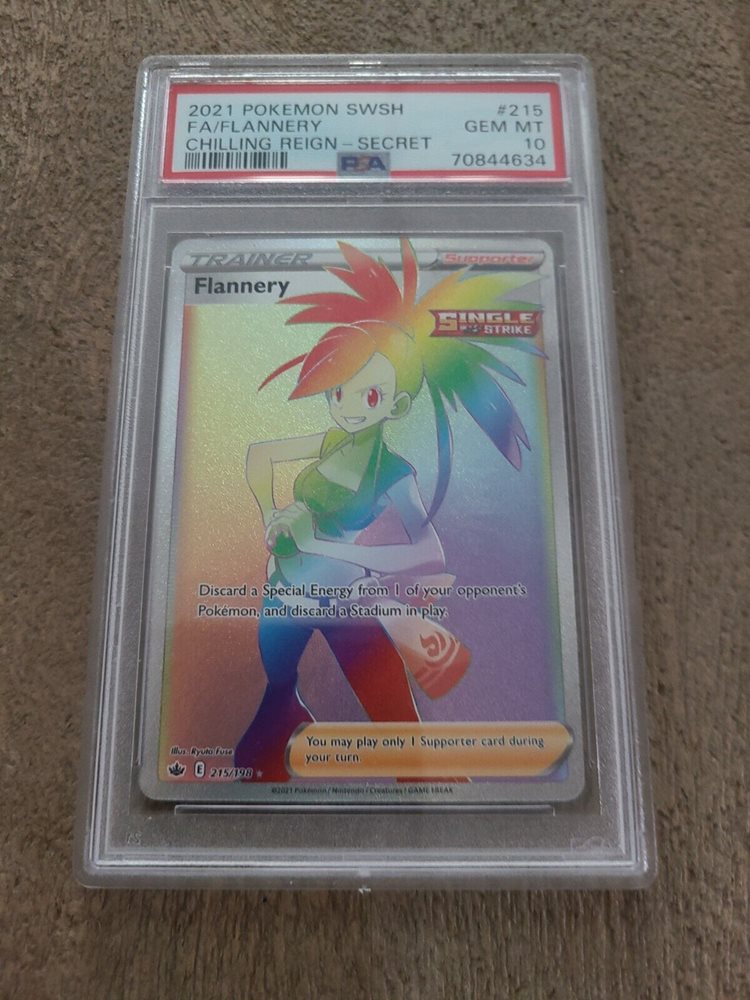 2021 POKEMON SWSH #215
FA/FLANNERY GEM MT
CHILLING REIGN - SECRET 10
PSA 70844634
TRAINER Supporter
Flannery
SINGLE
STRIKE
Discard a Special Energy from 1 of your opponent's
Pokémon, and discard a Stadium in play.
You may play only 1 Supporter card during
your turn.
Illus. Ryuta Fuse
E 215/198
©2021 Pokémon / Nintendo / Creatures / GAME FREAK